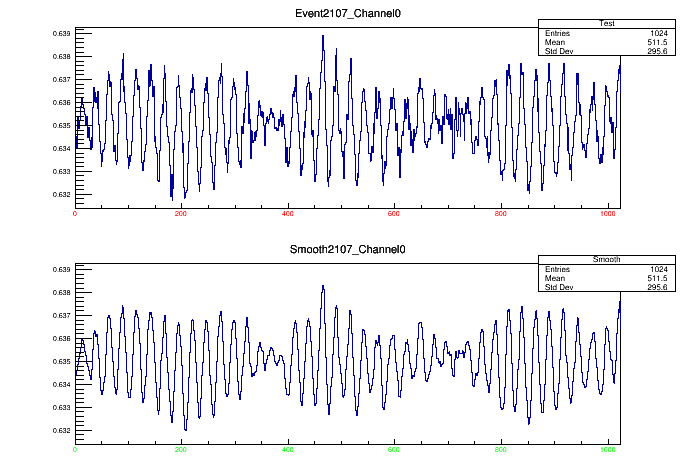 Event2107_Channel0
Test
Entries 1024
Mean 511.5
Std Dev 295.6
0.639
0.638
0.637
0.636
0.635
0.634
0.633
0.632
0 200 400 600 800 1000
Smooth2107_Channel0
Smooth
Entries 1024
Mean 511.5
Std Dev 295.6
0.639
0.638
0.637
0.636
0.635
0.634
0.633
0.632
0 200 400 600 800 1000